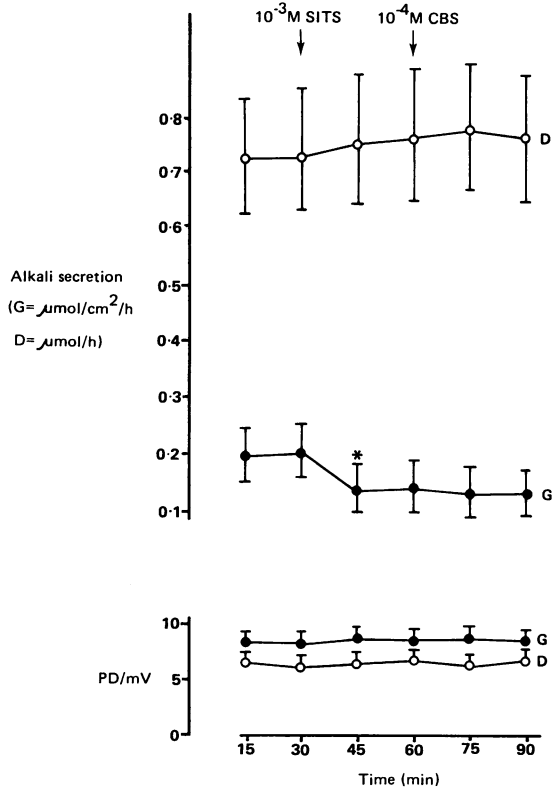 10⁻³M SITS
10⁻⁴M CBS
0·8
0·7
0·6
0·5
0·4
0·3
0·2
0·1
D
*
G
Alkali secretion
(G=µmol/cm²/h
D=µmol/h)
10
5
0
PD/mV
G
D
15 30 45 60 75 90
Time (min)